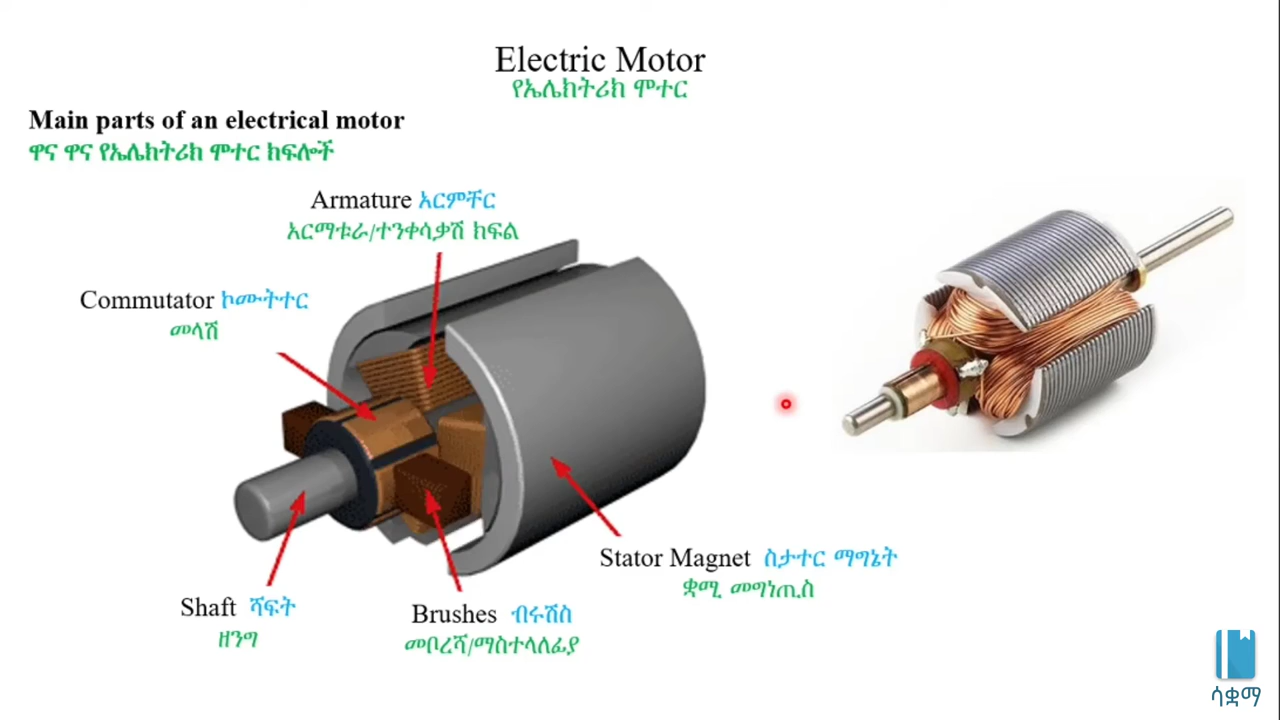 Electric Motor
የኤሌክትሪክ ሞተር
Main parts of an electrical motor
ዋና ዋና የኤሌክትሪክ ሞተር ክፍሎች
Armature አርምቸር
አርማቱራ/ተንቀሳቃሽ ክፍል
Commutator ኮሙትተር
መላሽ
Stator Magnet ስታተር ማግኔት
ቋሚ መግነጢስ
Shaft ሻፍት
ዘንግ
Brushes ብሩሽስ
መቦረሻ/ማስተላለፊያ
ሳቋማ